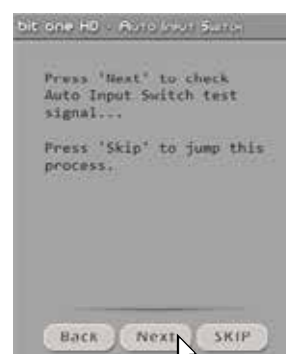 bit one HD - Auto Input Switch
Press 'Next' to check
Auto Input Switch test
signal...
Press 'Skip' to jump this
process.
Back Next SKIP